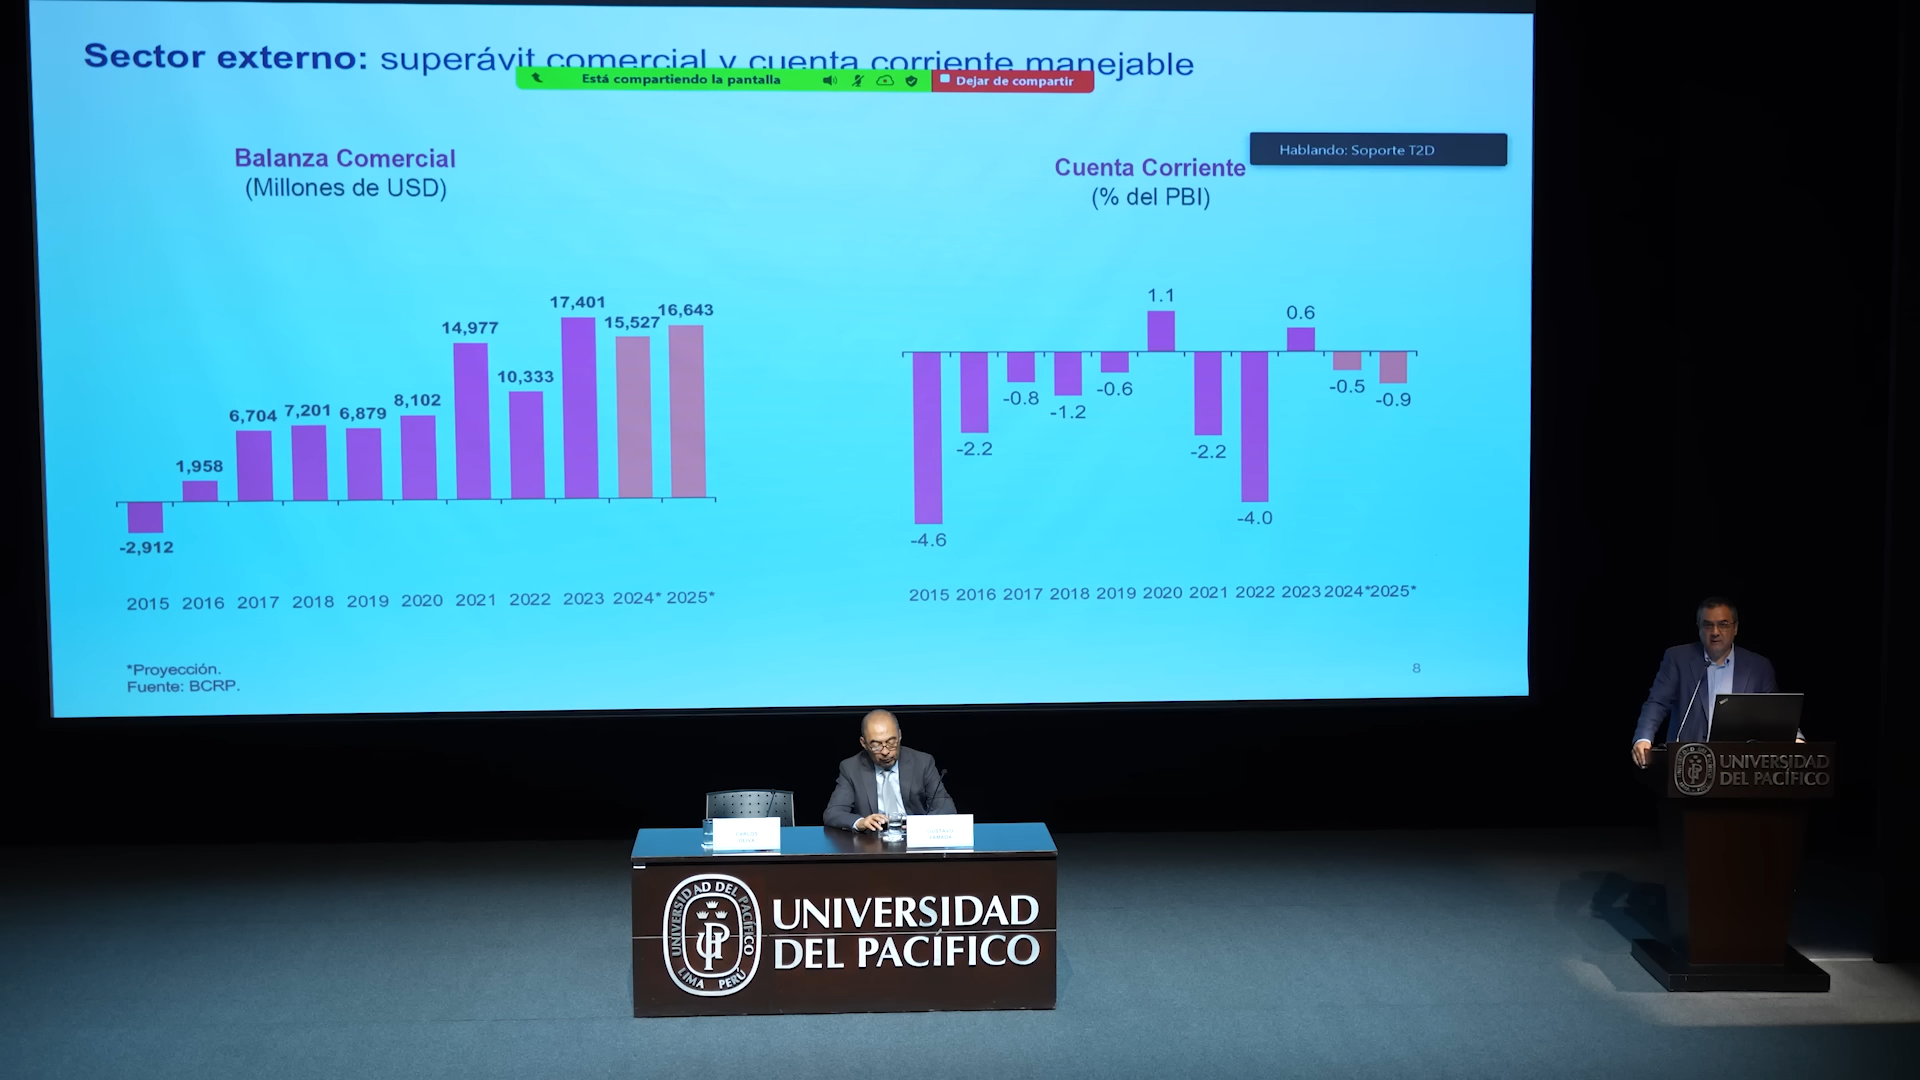 Sector externo: superávit comercial y cuenta corriente manejable
Está compartiendo la pantalla
Dejar de compartir
Hablando: Soporte T2D
Balanza Comercial
(Millones de USD)
17,401
16,643
15,527
14,977
10,333
8,102
6,704
7,201
6,879
1,958
-2,912
2015 2016 2017 2018 2019 2020 2021 2022 2023 2024* 2025*
*Proyección.
Fuente: BCRP.
Cuenta Corriente
(% del PBI)
1.1
0.6
-0.5
-0.9
-0.8
-0.6
-1.2
-2.2
-2.2
-4.0
-4.6
2015 2016 2017 2018 2019 2020 2021 2022 2023 2024* 2025*
8
UNIVERSIDAD
DEL PACÍFICO
UNIVERSIDAD DEL PACÍFICO
LIMA PERÚ
UNIVERSIDAD
DEL PACÍFICO